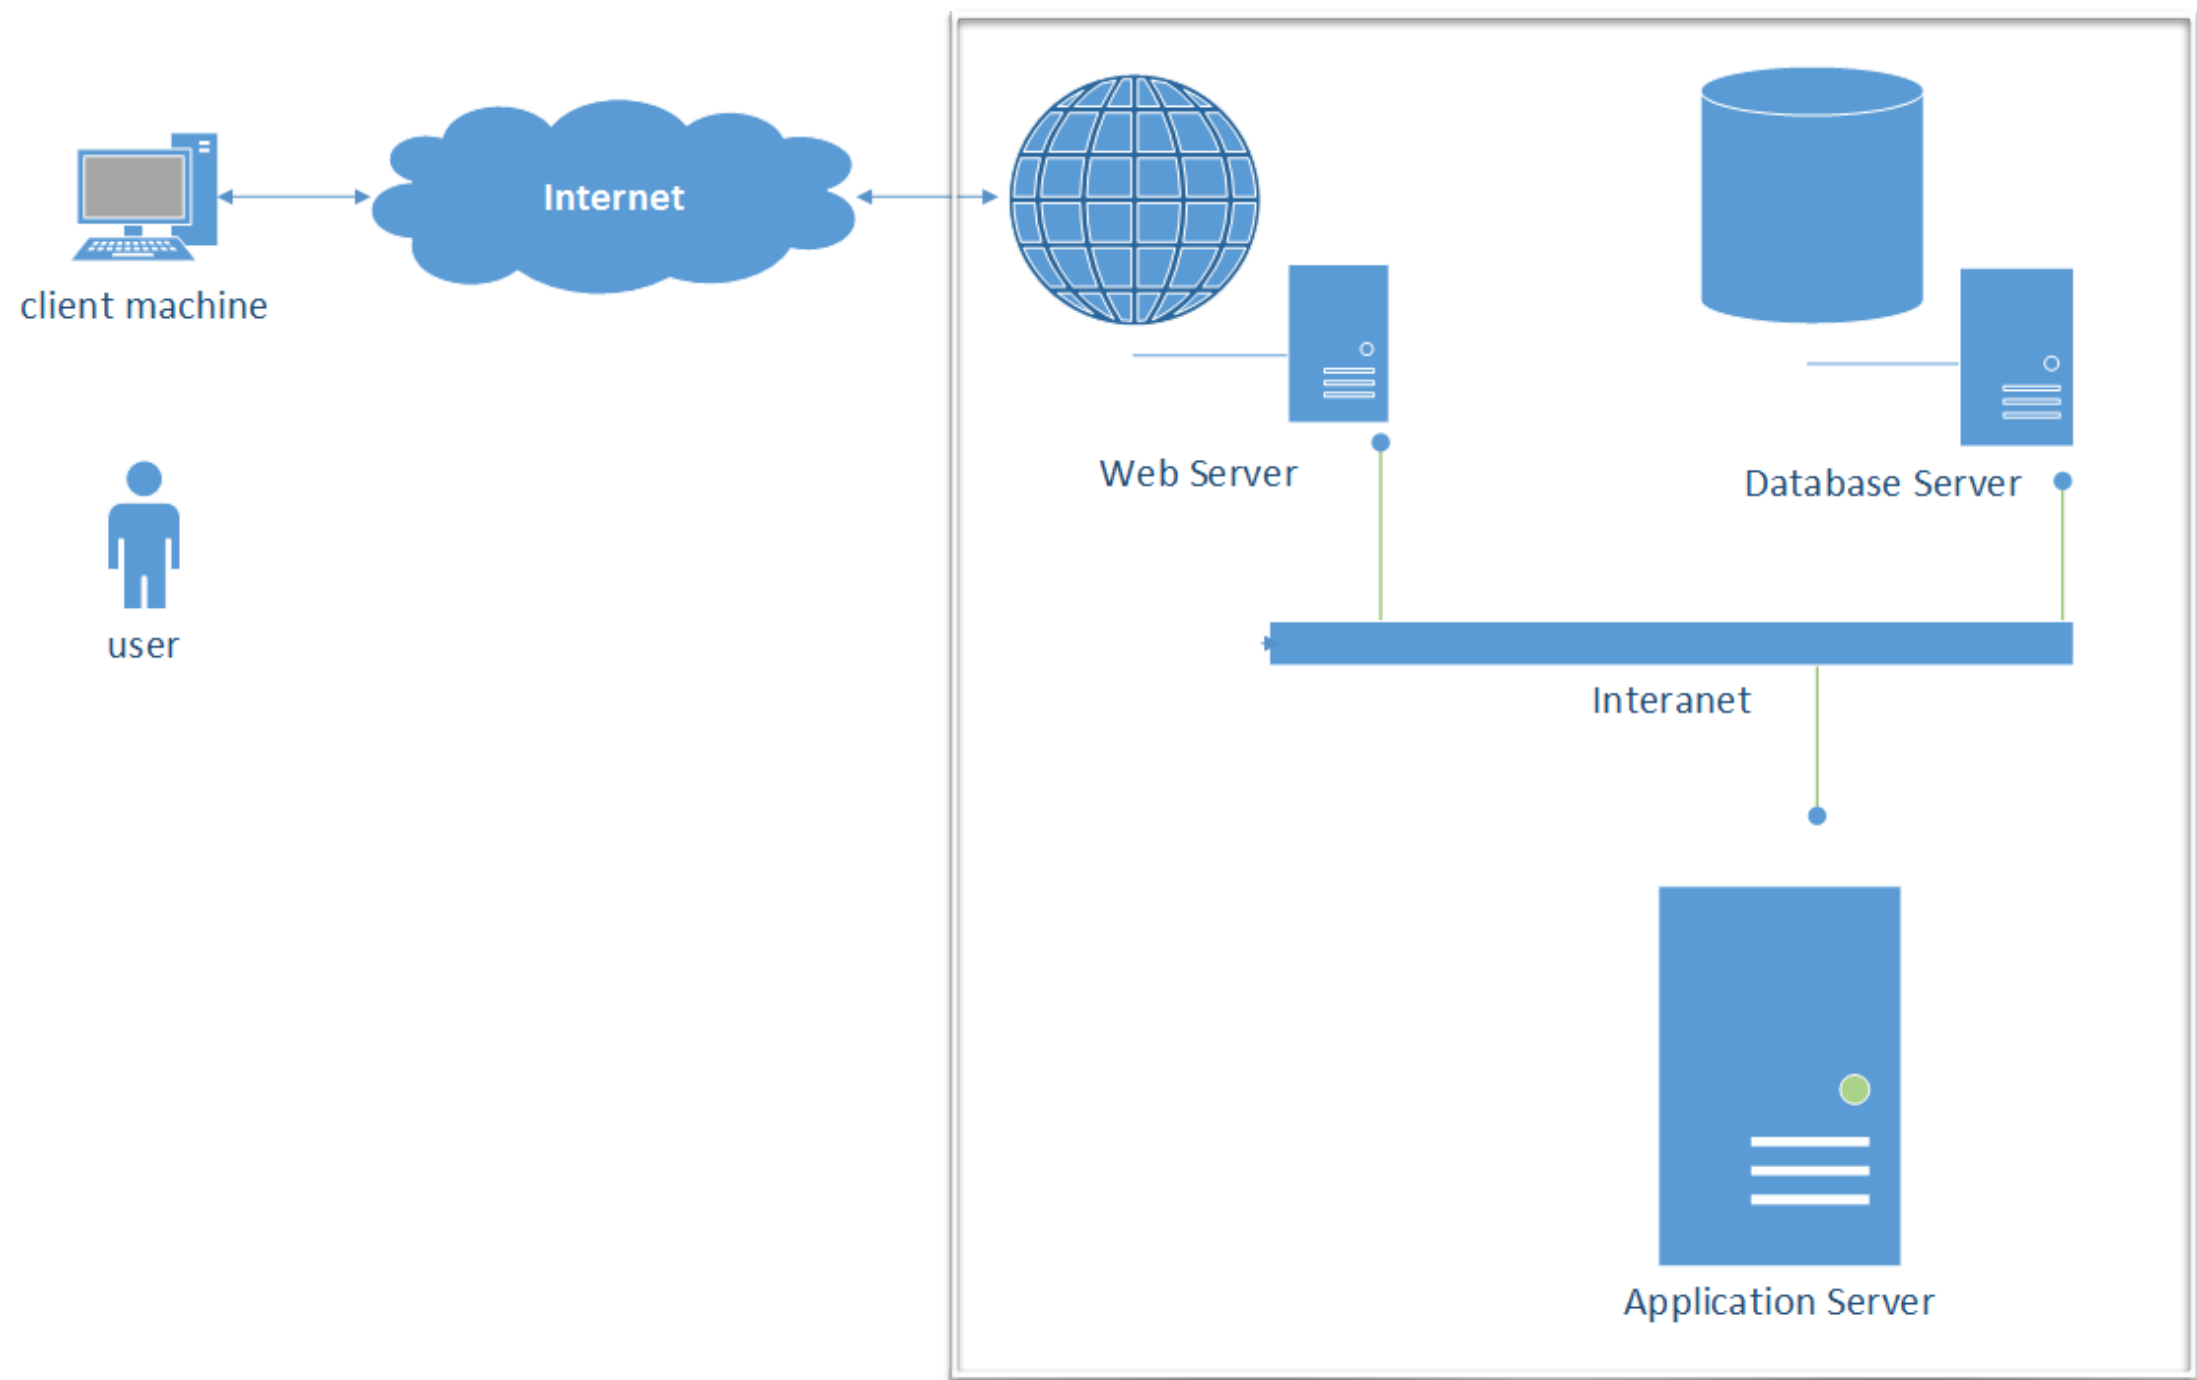 Internet
client machine
Web Server
Database Server
user
Interanet
Application Server